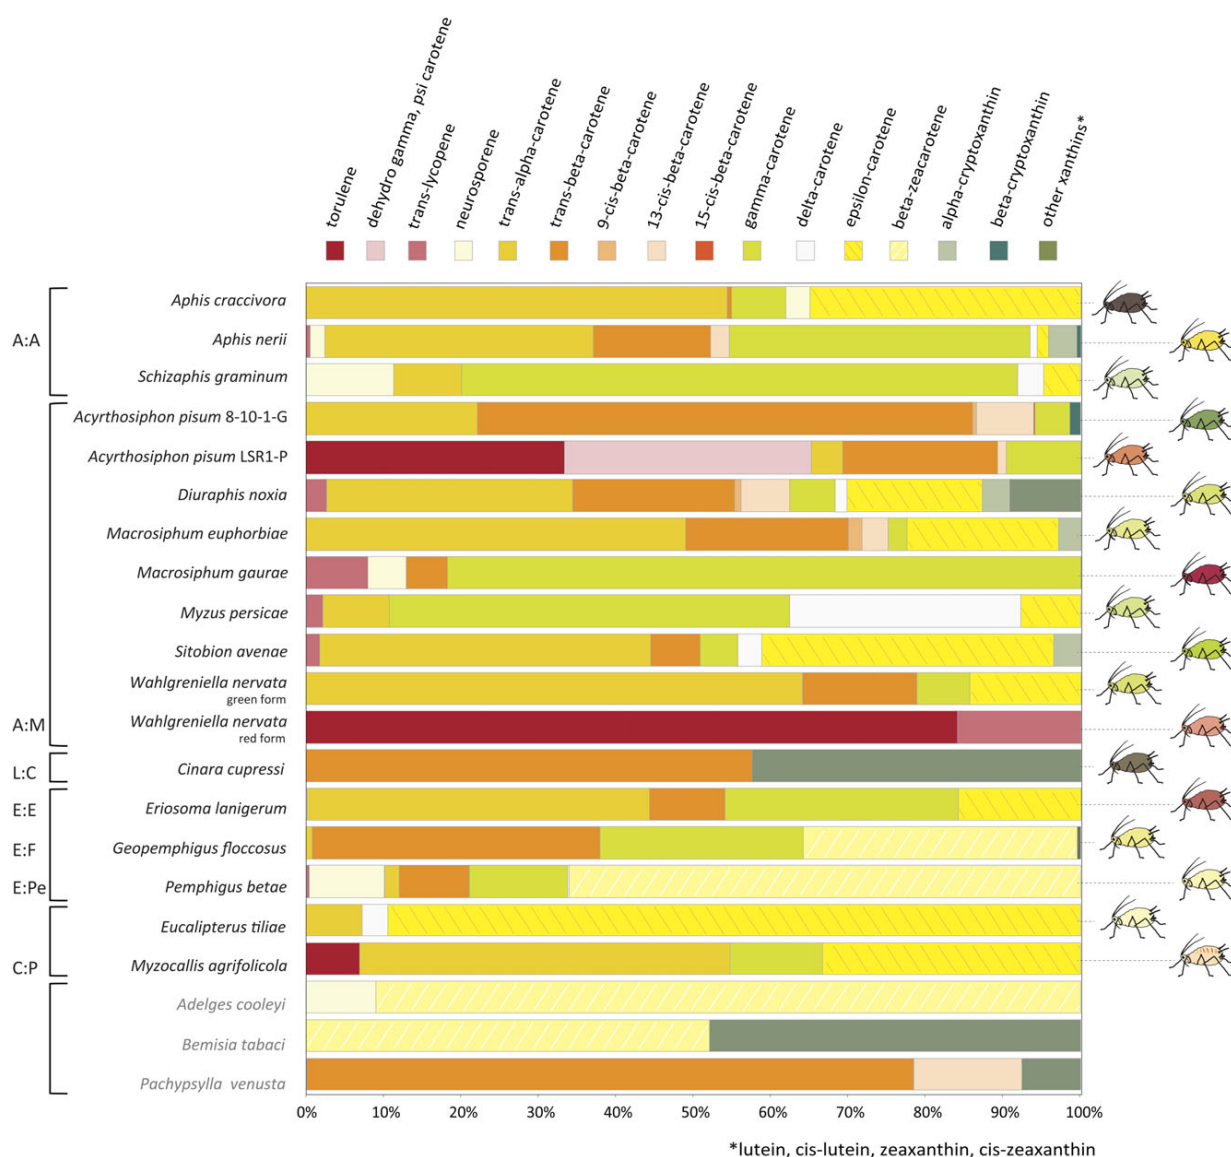 torulene
dehydro gamma, psi carotene
trans-lycopene
neurosporene
trans-alpha-carotene
trans-beta-carotene
9-cis-beta-carotene
13-cis-beta-carotene
15-cis-beta-carotene
gamma-carotene
delta-carotene
epsilon-carotene
beta-zeacarotene
alpha-cryptoxanthin
beta-cryptoxanthin
other xanthins*
A:A
Aphis craccivora
Aphis nerii
Schizaphis graminum
A:M
Acyrthosiphon pisum 8-10-1-G
Acyrthosiphon pisum LSR1-P
Diuraphis noxia
Macrosiphum euphorbiae
Macrosiphum gaurae
Myzus persicae
Sitobion avenae
Wahlgreniella nervata
green form
Wahlgreniella nervata
red form
L:C
Cinara cupressi
E:E
Eriosoma lanigerum
E:F
Geopemphigus floccosus
E:Pe
Pemphigus betae
C:P
Eucalipterus tiliae
Myzocallis agrifolicola
Adelges cooleyi
Bemisia tabaci
Pachypsylla venusta
0% 10% 20% 30% 40% 50% 60% 70% 80% 90% 100%
*lutein, cis-lutein, zeaxanthin, cis-zeaxanthin